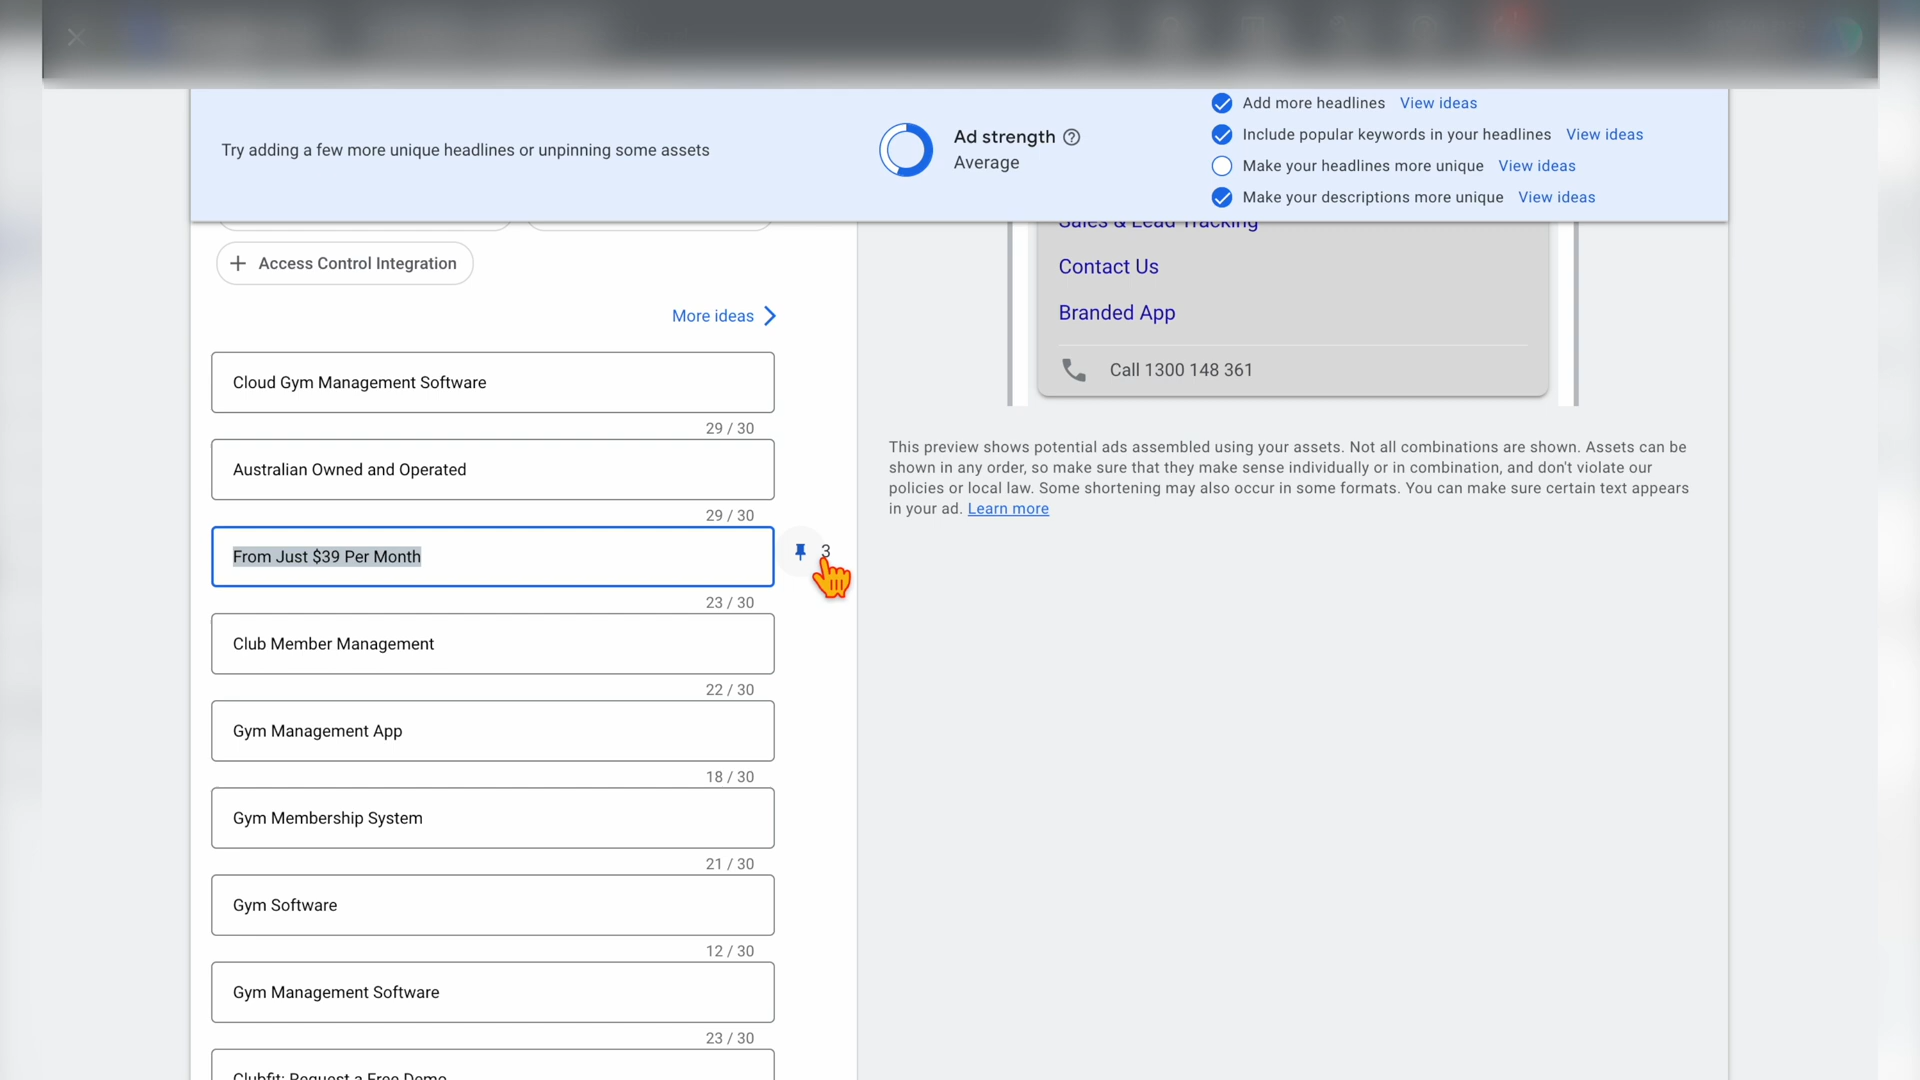 Add more headlines View ideas
Try adding a few more unique headlines or unpinning some assets
Ad strength
Average
Include popular keywords in your headlines View ideas
Make your headlines more unique View ideas
Make your descriptions more unique View ideas
Access Control Integration
More ideas
Cloud Gym Management Software
29 / 30
Australian Owned and Operated
29 / 30
From Just $39 Per Month
3
23 / 30
Club Member Management
22 / 30
Gym Management App
18 / 30
Gym Membership System
21 / 30
Gym Software
12 / 30
Gym Management Software
23 / 30
Clubfit: Request a Free Demo
Sales & Lead Tracking
Contact Us
Branded App
Call 1300 148 361
This preview shows potential ads assembled using your assets. Not all combinations are shown. Assets can be
shown in any order, so make sure that they make sense individually or in combination, and don't violate our
policies or local law. Some shortening may also occur in some formats. You can make sure certain text appears
in your ad. Learn more